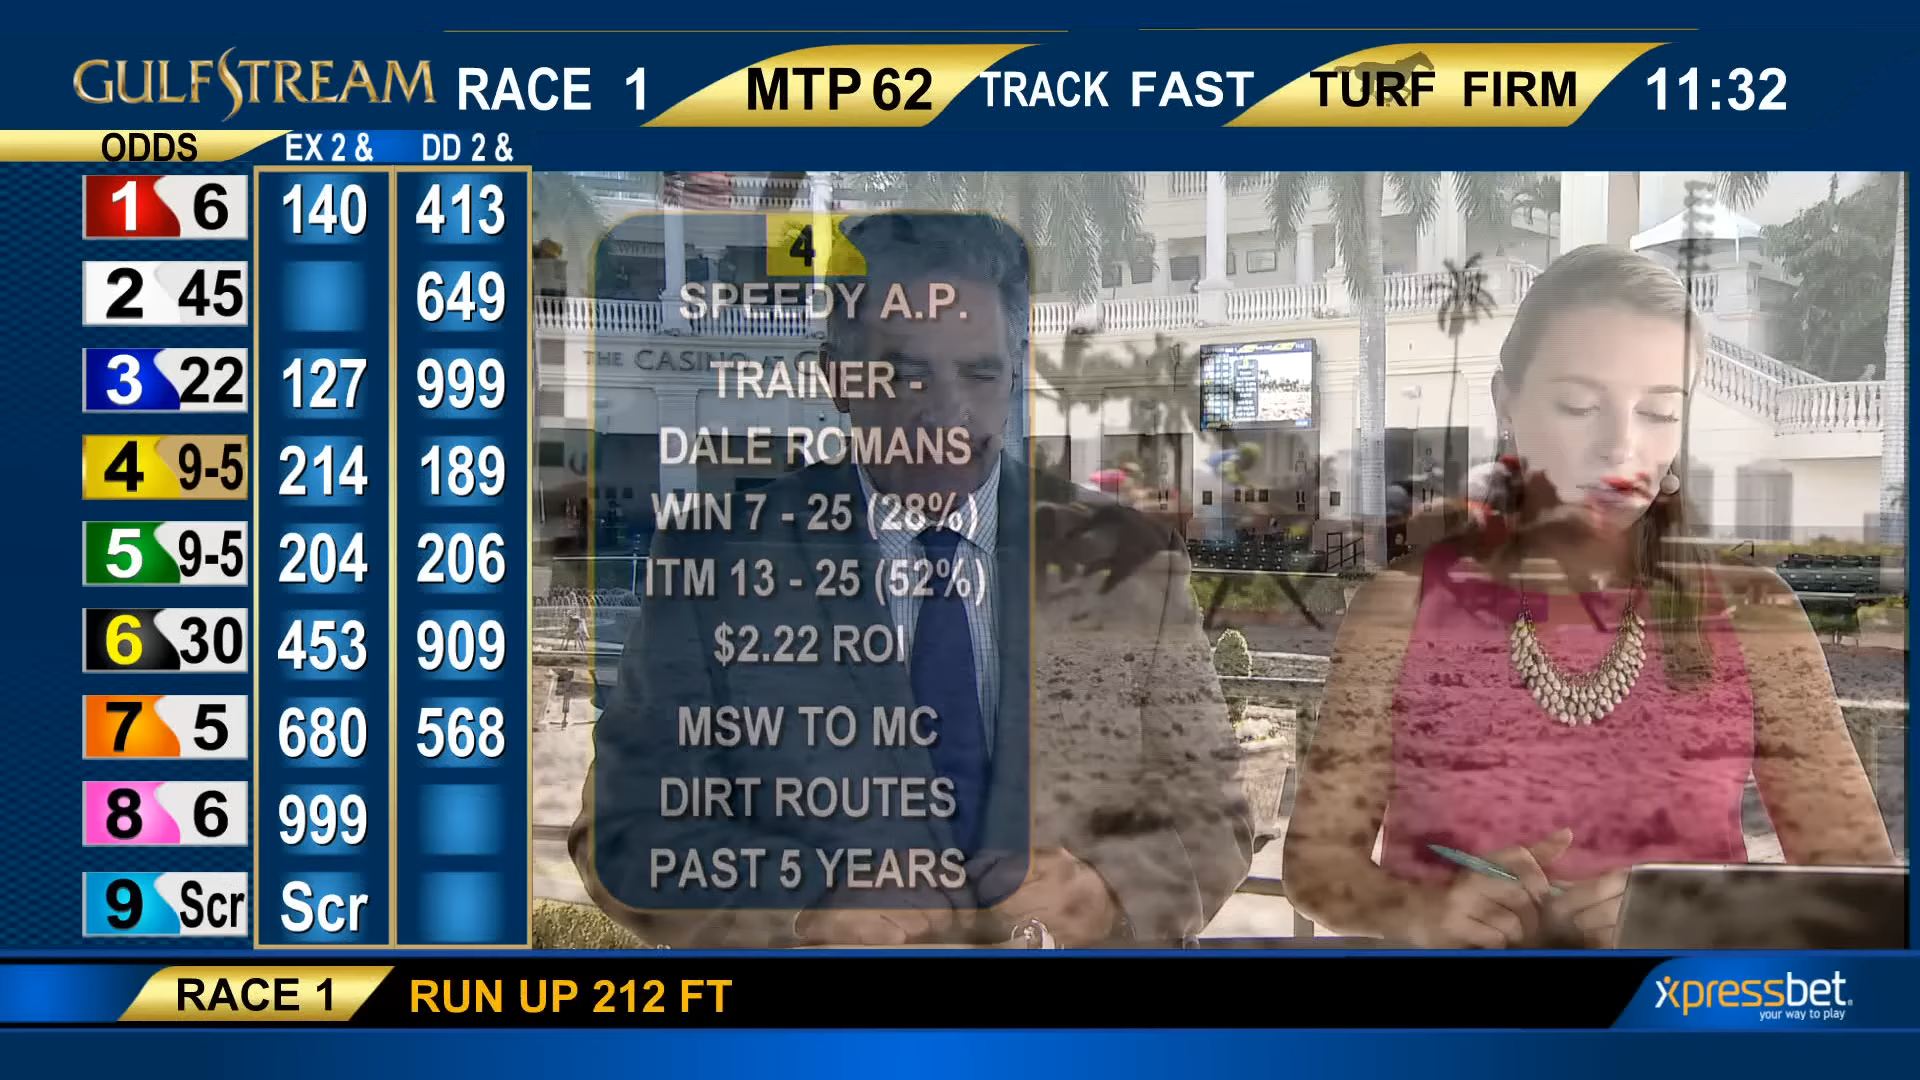 GULFSTREAM RACE 1 MTP 62 TRACK FAST TURF FIRM 11:32
ODDS EX 2 & DD 2 &
1 6 140 413
2 45 649
3 22 127 999
4 9-5 214 189
5 9-5 204 206
6 30 453 909
7 5 680 568
8 6 999
9 Scr Scr
4
SPEEDY A.P.
THE CASINO AT G
TRAINER -
DALE ROMANS
WIN 7 - 25 (28%)
ITM 13 - 25 (52%)
$2.22 ROI
MSW TO MC
DIRT ROUTES
PAST 5 YEARS
RACE 1 RUN UP 212 FT
xpressbet
your way to play